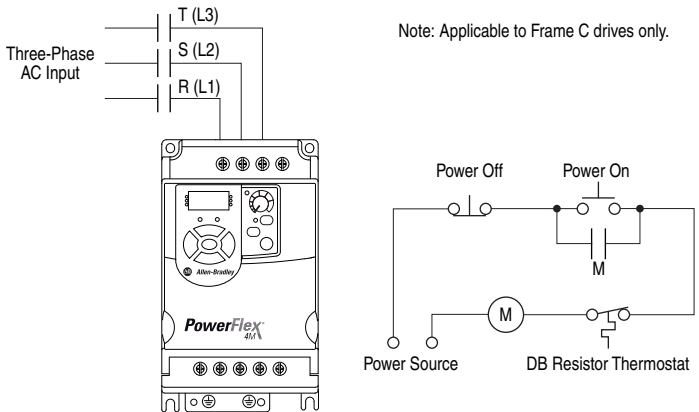 T (L3)
Note: Applicable to Frame C drives only.
S (L2)
Three-Phase
AC Input
R (L1)
Power Off
Power On
M
Allen-Bradley
M
PowerFlex
4M
Power Source
DB Resistor Thermostat